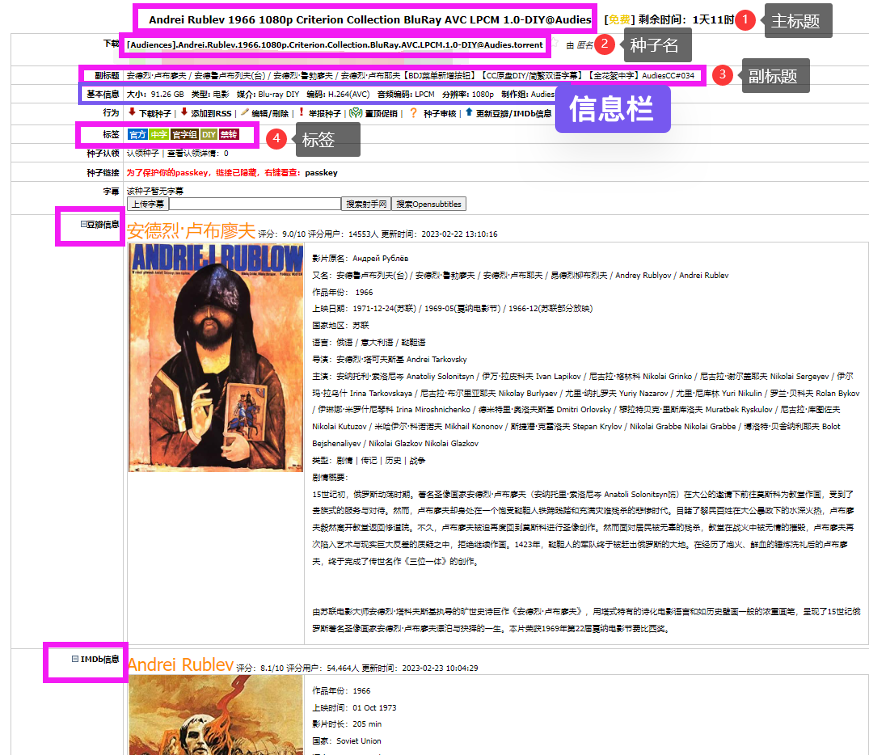 Andrei Rublev 1966 1080p Criterion Collection BluRay AVC LPCM 1.0-DIY@Audies [免费] 剩余时间：1天11时 1 主标题
下载 [Audiences].Andrei.Rublev.1966.1080p.Criterion.Collection.BluRay.AVC.LPCM.1.0-DIY@Audies.torrent 由 匿名 2 种子名
副标题 安德烈·卢布廖夫 / 安德鲁卢布列夫(台) / 安德烈·鲁勃廖夫 / 安德烈·卢布耶夫【BDJ菜单新增按钮】【CC原盘DIY/简繁双语字幕】【金花菜中字】AudiesCC#034 3 副标题
基本信息 大小：91.26 GB 类型: 电影 媒介: Blu-ray DIY 编码: H.264(AVC) 音频编码: LPCM 分辨率: 1080p 制作组: Audies 信息栏
行为 下载种子 | 添加到RSS | 编辑/删除 | 举报种子 | 置顶促销 | 种子审核 | 更新豆瓣/IMDb信息
标签 官方 中字 官字组 DIY 禁转 4 标签
种子认领 认领种子 | 查看认领详情：0
种子链接 为了保护你的passkey，链接已隐藏，右键查看：passkey
字幕 该种子暂无字幕
上传字幕 搜索射手网 搜索Opensubtitles
豆瓣信息 安德烈·卢布廖夫 评分：9.0/10 评分用户：14553人 更新时间：2023-02-22 13:10:16
ANDRIEJ RUBLOW
影片原名：Андрей Рублёв
又名：安德鲁卢布列夫(台) / 安德烈·鲁勃廖夫 / 安德烈·卢布耶夫 / 昂德烈柳布烈夫 / Andrey Rublyov / Andrei Rublev
作品年份： 1966
上映日期：1971-12-24(苏联) / 1969-05(戛纳电影节) / 1966-12(苏联部分放映)
国家地区：苏联
语言：俄语 / 意大利语 / 鞑靼语
导演：安德烈·塔可夫斯基 Andrei Tarkovsky
主演：安纳托利·索洛尼岑 Anatoliy Solonitsyn / 伊万·拉皮科夫 Ivan Lapikov / 尼古拉·格林科 Nikolai Grinko / 尼古拉·谢尔盖耶夫 Nikolai Sergeyev / 伊尔
玛·拉乌什 Irina Tarkovskaya / 尼古拉·布尔里亚耶夫 Nikolay Burlyaev / 尤里·纳扎罗夫 Yuriy Nazarov / 尤里·尼库林 Yuri Nikulin / 罗兰·贝科夫 Rolan Bykov
/ 伊琳娜·米罗什尼琴科 Irina Miroshnichenko / 德米特里·奥洛夫斯基 Dmitri Orlovsky / 穆拉特贝克·里斯库洛夫 Muratbek Ryskulov / 尼古拉·库图佐夫
Nikolai Kutuzov / 米哈伊尔·科诺诺夫 Mikhail Kononov / 斯捷潘·克雷洛夫 Stepan Krylov / Nikolai Grabbe Nikolai Grabbe / 博洛特·贝舍纳利耶夫 Bolot
Bejshenaliyev / Nikolai Glazkov Nikolai Glazkov
类型：剧情 | 传记 | 历史 | 战争
剧情概要：
15世纪初，俄罗斯动荡时期。著名圣像画家安德烈·卢布廖夫（安纳托里·索洛尼岑 Anatoli Solonitsyn饰）在大公的邀请下前往莫斯科为教堂作画，受到了
贵族式的服务与对待。然而，卢布廖夫却身处在一个饱受鞑靼人铁蹄践踏和充满灾难残杀的悲惨时代。目睹了黎民百姓在大公暴政下的水深火热，卢布廖
夫毅然离开教堂返回修道院。不久，卢布廖夫被迫再度回到莫斯科进行圣像创作。然而面对居民被无辜的残杀，教堂在战火中被无情的摧毁，卢布廖夫再
次陷入艺术与现实巨大反差的质疑之中，拒绝继续作画。1423年，鞑靼人的军队终于被赶出俄罗斯的大地。在经历了炮火、鲜血的锤炼洗礼后的卢布廖
夫，终于完成了传世名作《三位一体》的创作。
由苏联电影大师安德烈·塔科夫斯基执导的旷世史诗巨作《安德烈·卢布廖夫》，用塔式特有的诗化电影语言和如历史壁画一般的浓重画笔，呈现了15世纪俄
罗斯著名圣像画家安德烈·卢布廖夫漂泊与抉择的一生。本片荣获1969年第22届戛纳电影节费比西奖。
IMDb信息 Andrei Rublev 评分：8.1/10 评分用户：54,464人 更新时间：2023-02-23 10:04:29
作品年份：1966
上映时间：01 Oct 1973
影片时长：205 min
国家：Soviet Union